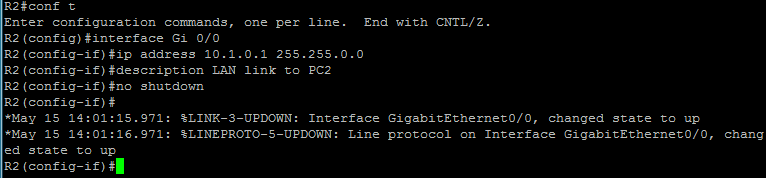 R2#conf t
Enter configuration commands, one per line.  End with CNTL/Z.
R2(config)#interface Gi 0/0
R2(config-if)#ip address 10.1.0.1 255.255.0.0
R2(config-if)#description LAN link to PC2
R2(config-if)#no shutdown
R2(config-if)#
*May 15 14:01:15.971: %LINK-3-UPDOWN: Interface GigabitEthernet0/0, changed state to up
*May 15 14:01:16.971: %LINEPROTO-5-UPDOWN: Line protocol on Interface GigabitEthernet0/0, chang
ed state to up
R2(config-if)#